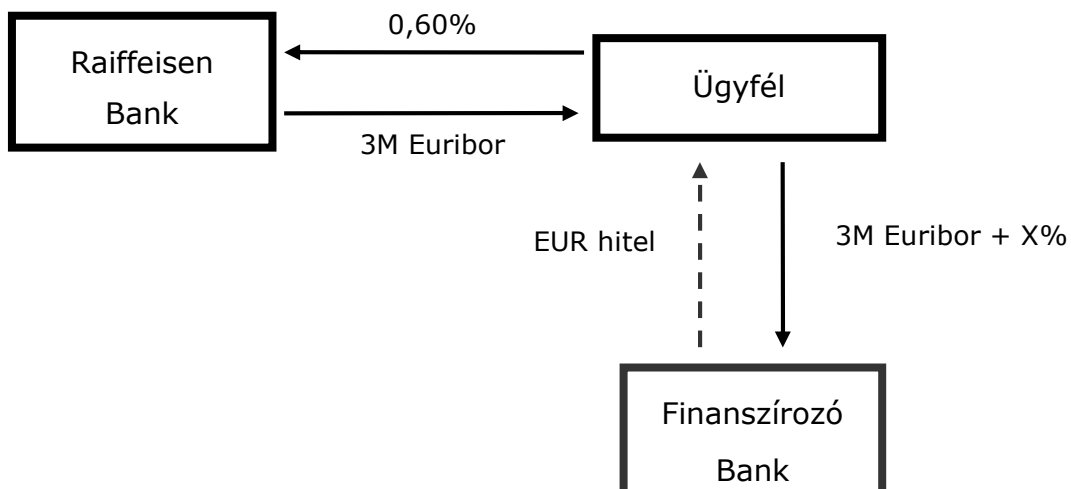 0,60%
Raiffeisen
Bank
Ügyfél
3M Euribor
EUR hitel
3M Euribor + X%
Finanszírozó
Bank